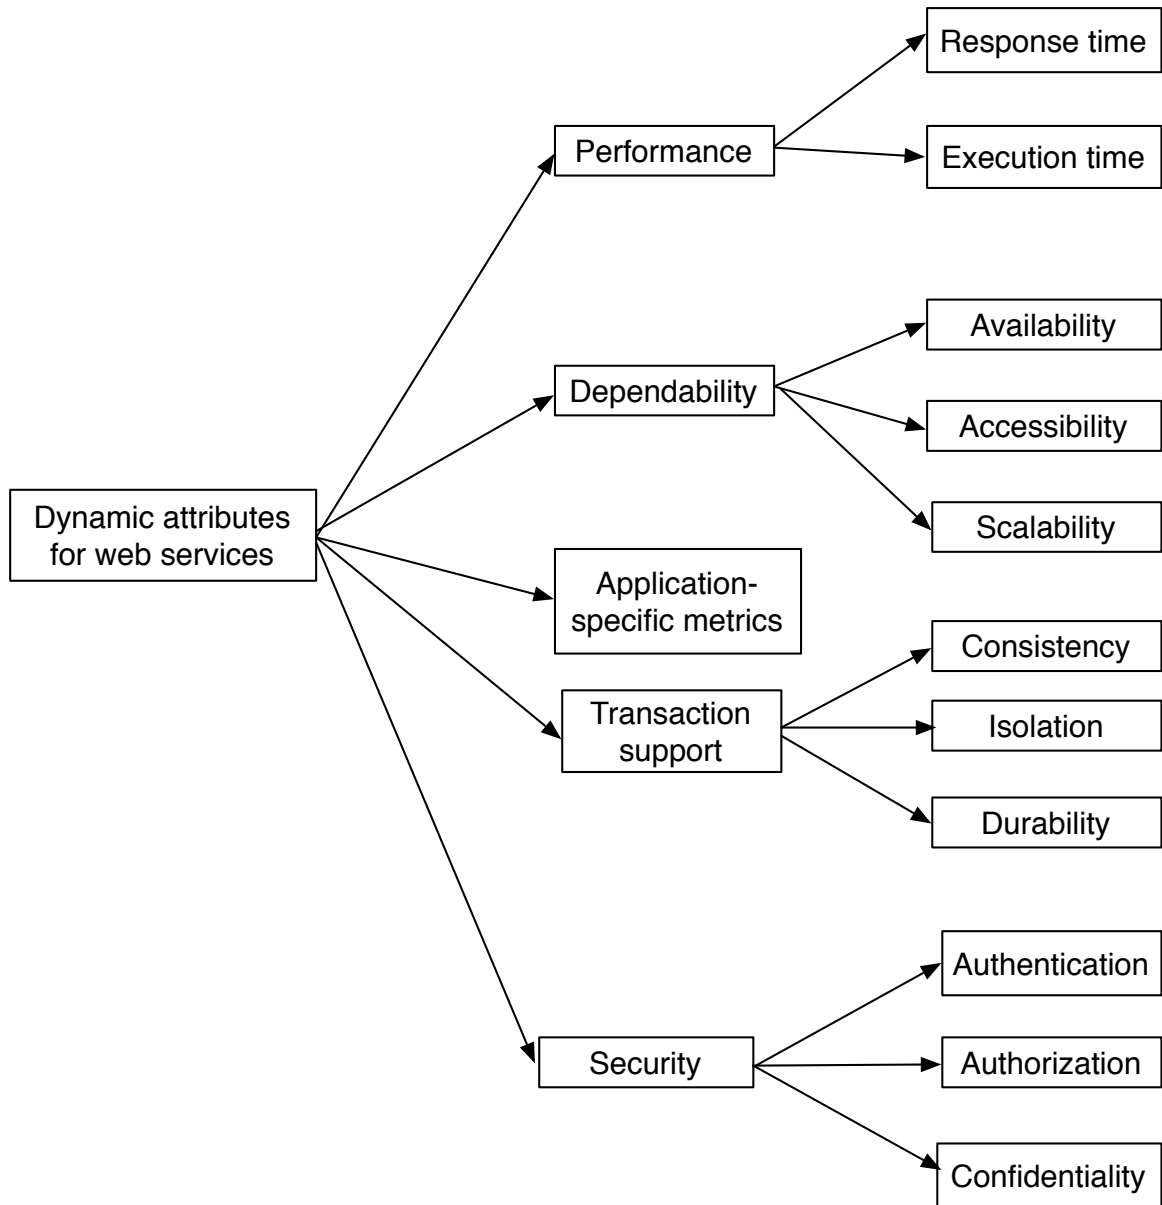 Response time
Performance
Execution time
Availability
Dependability
Accessibility
Dynamic attributes
for web services
Scalability
Application-
specific metrics
Consistency
Transaction
support
Isolation
Durability
Authentication
Security
Authorization
Confidentiality